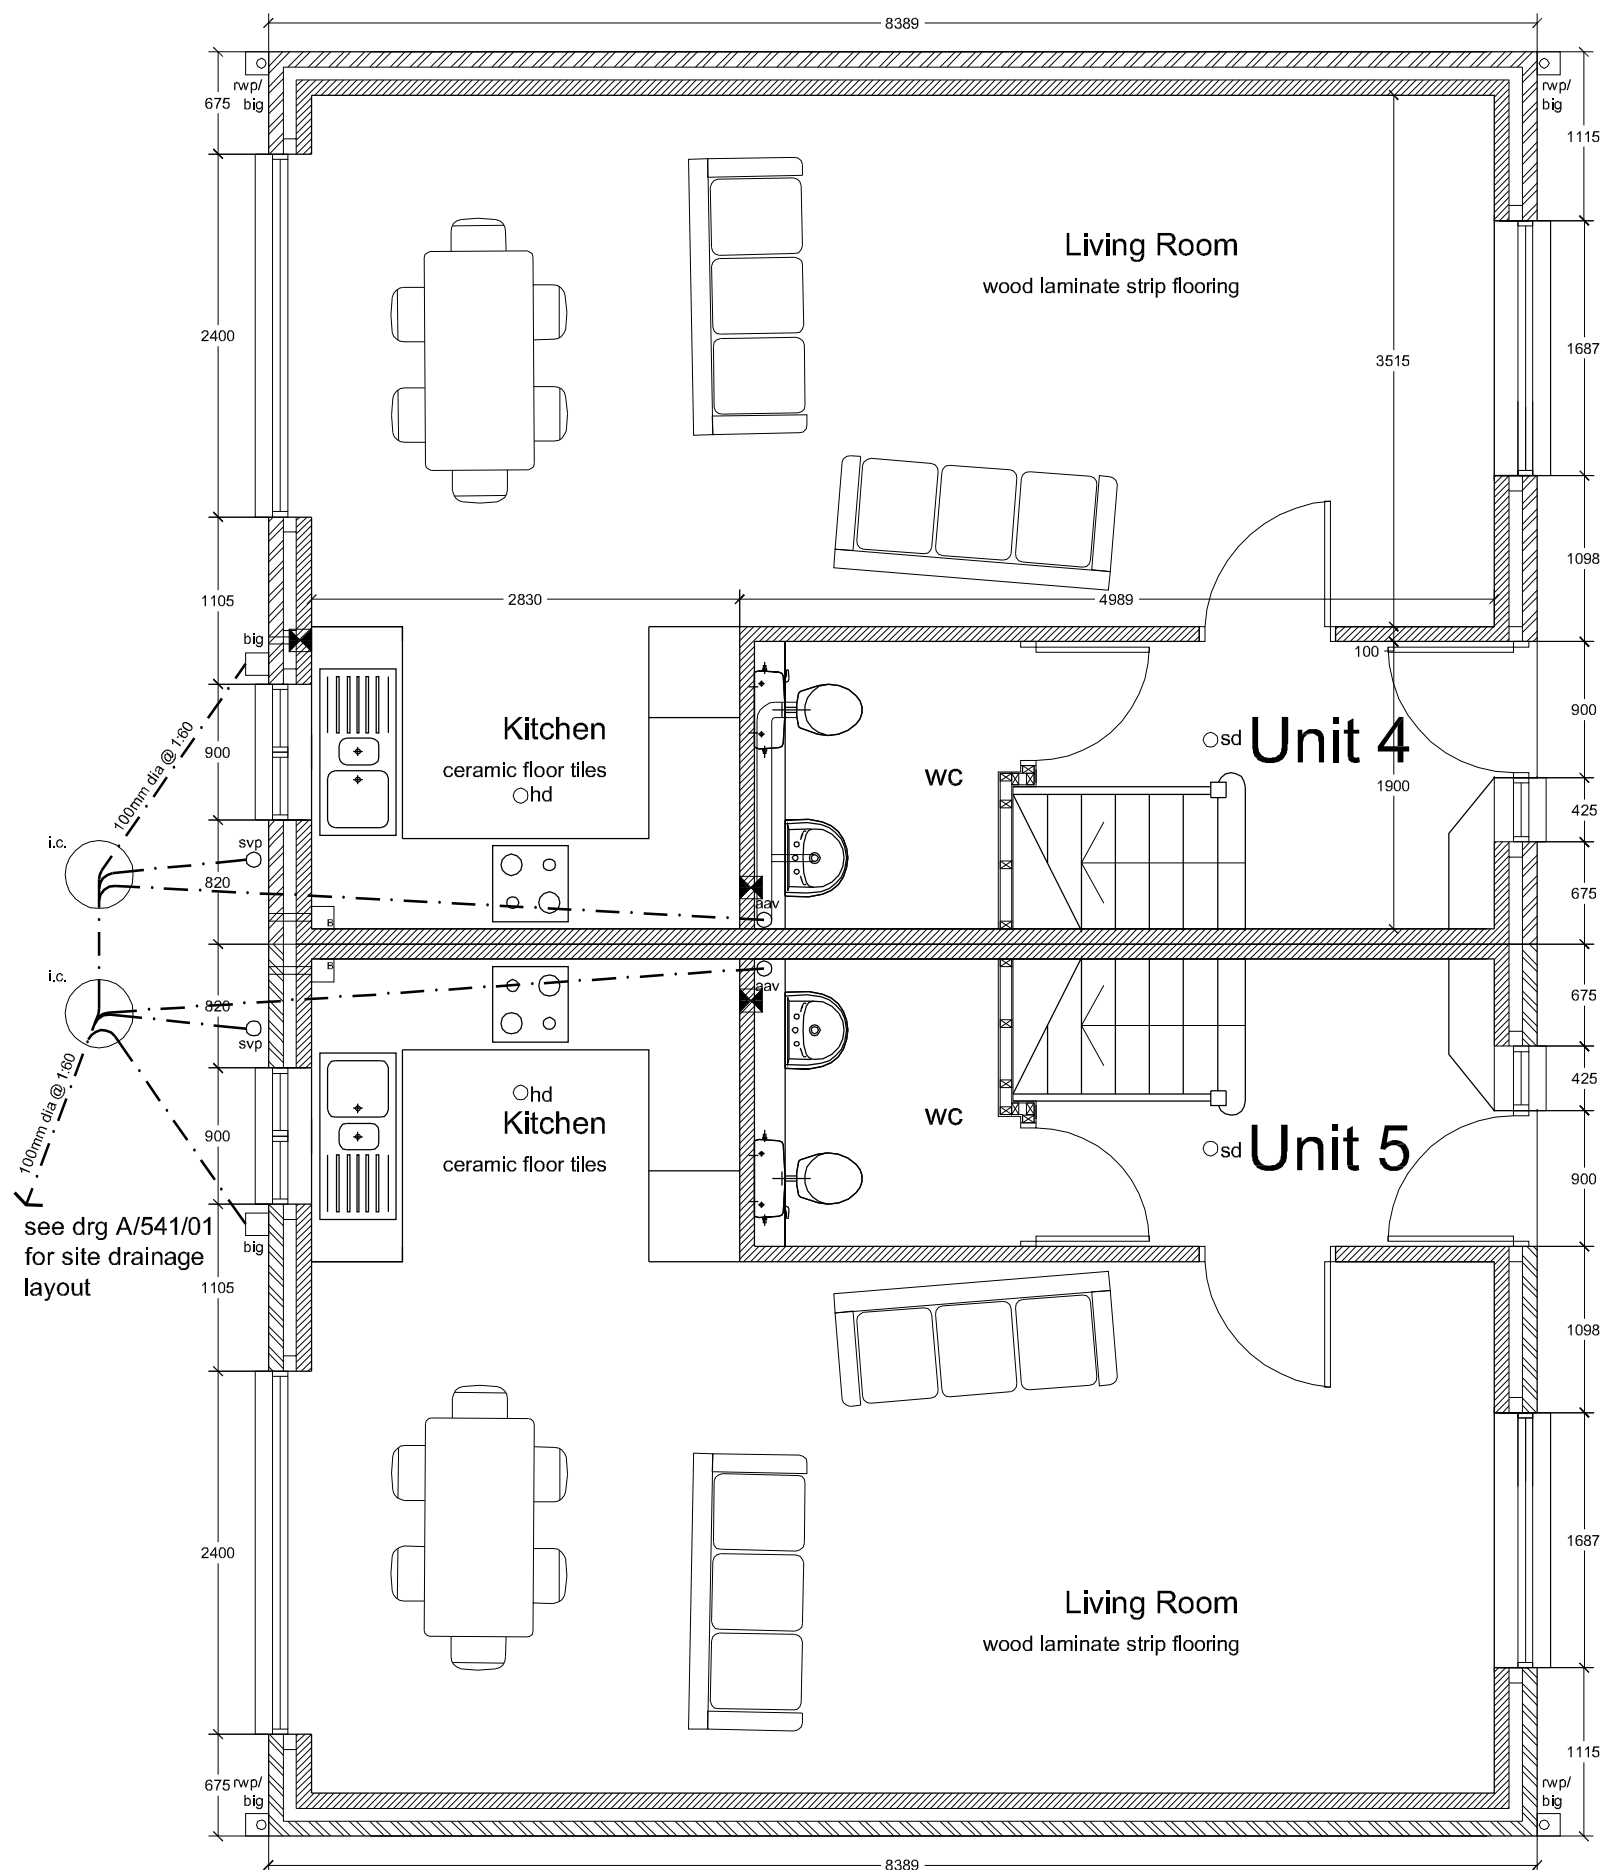 8389
rwp/
big
675
rwp/
big
1115
Living Room
wood laminate strip flooring
2400
3515
1687
1098
1105
2830
4989
big
100
100mm dia @ 1:60
Kitchen
ceramic floor tiles
hd
900
wc
sd
Unit 4
900
1900
425
i.c.
svp
820
aav
B
675
i.c.
820
svp
B
aav
675
100mm dia @ 1:60
hd
Kitchen
ceramic floor tiles
900
wc
sd
Unit 5
425
900
see drg A/541/01
for site drainage
layout
big
1105
1098
2400
1687
Living Room
wood laminate strip flooring
675
rwp/
big
1115
rwp/
big
8389